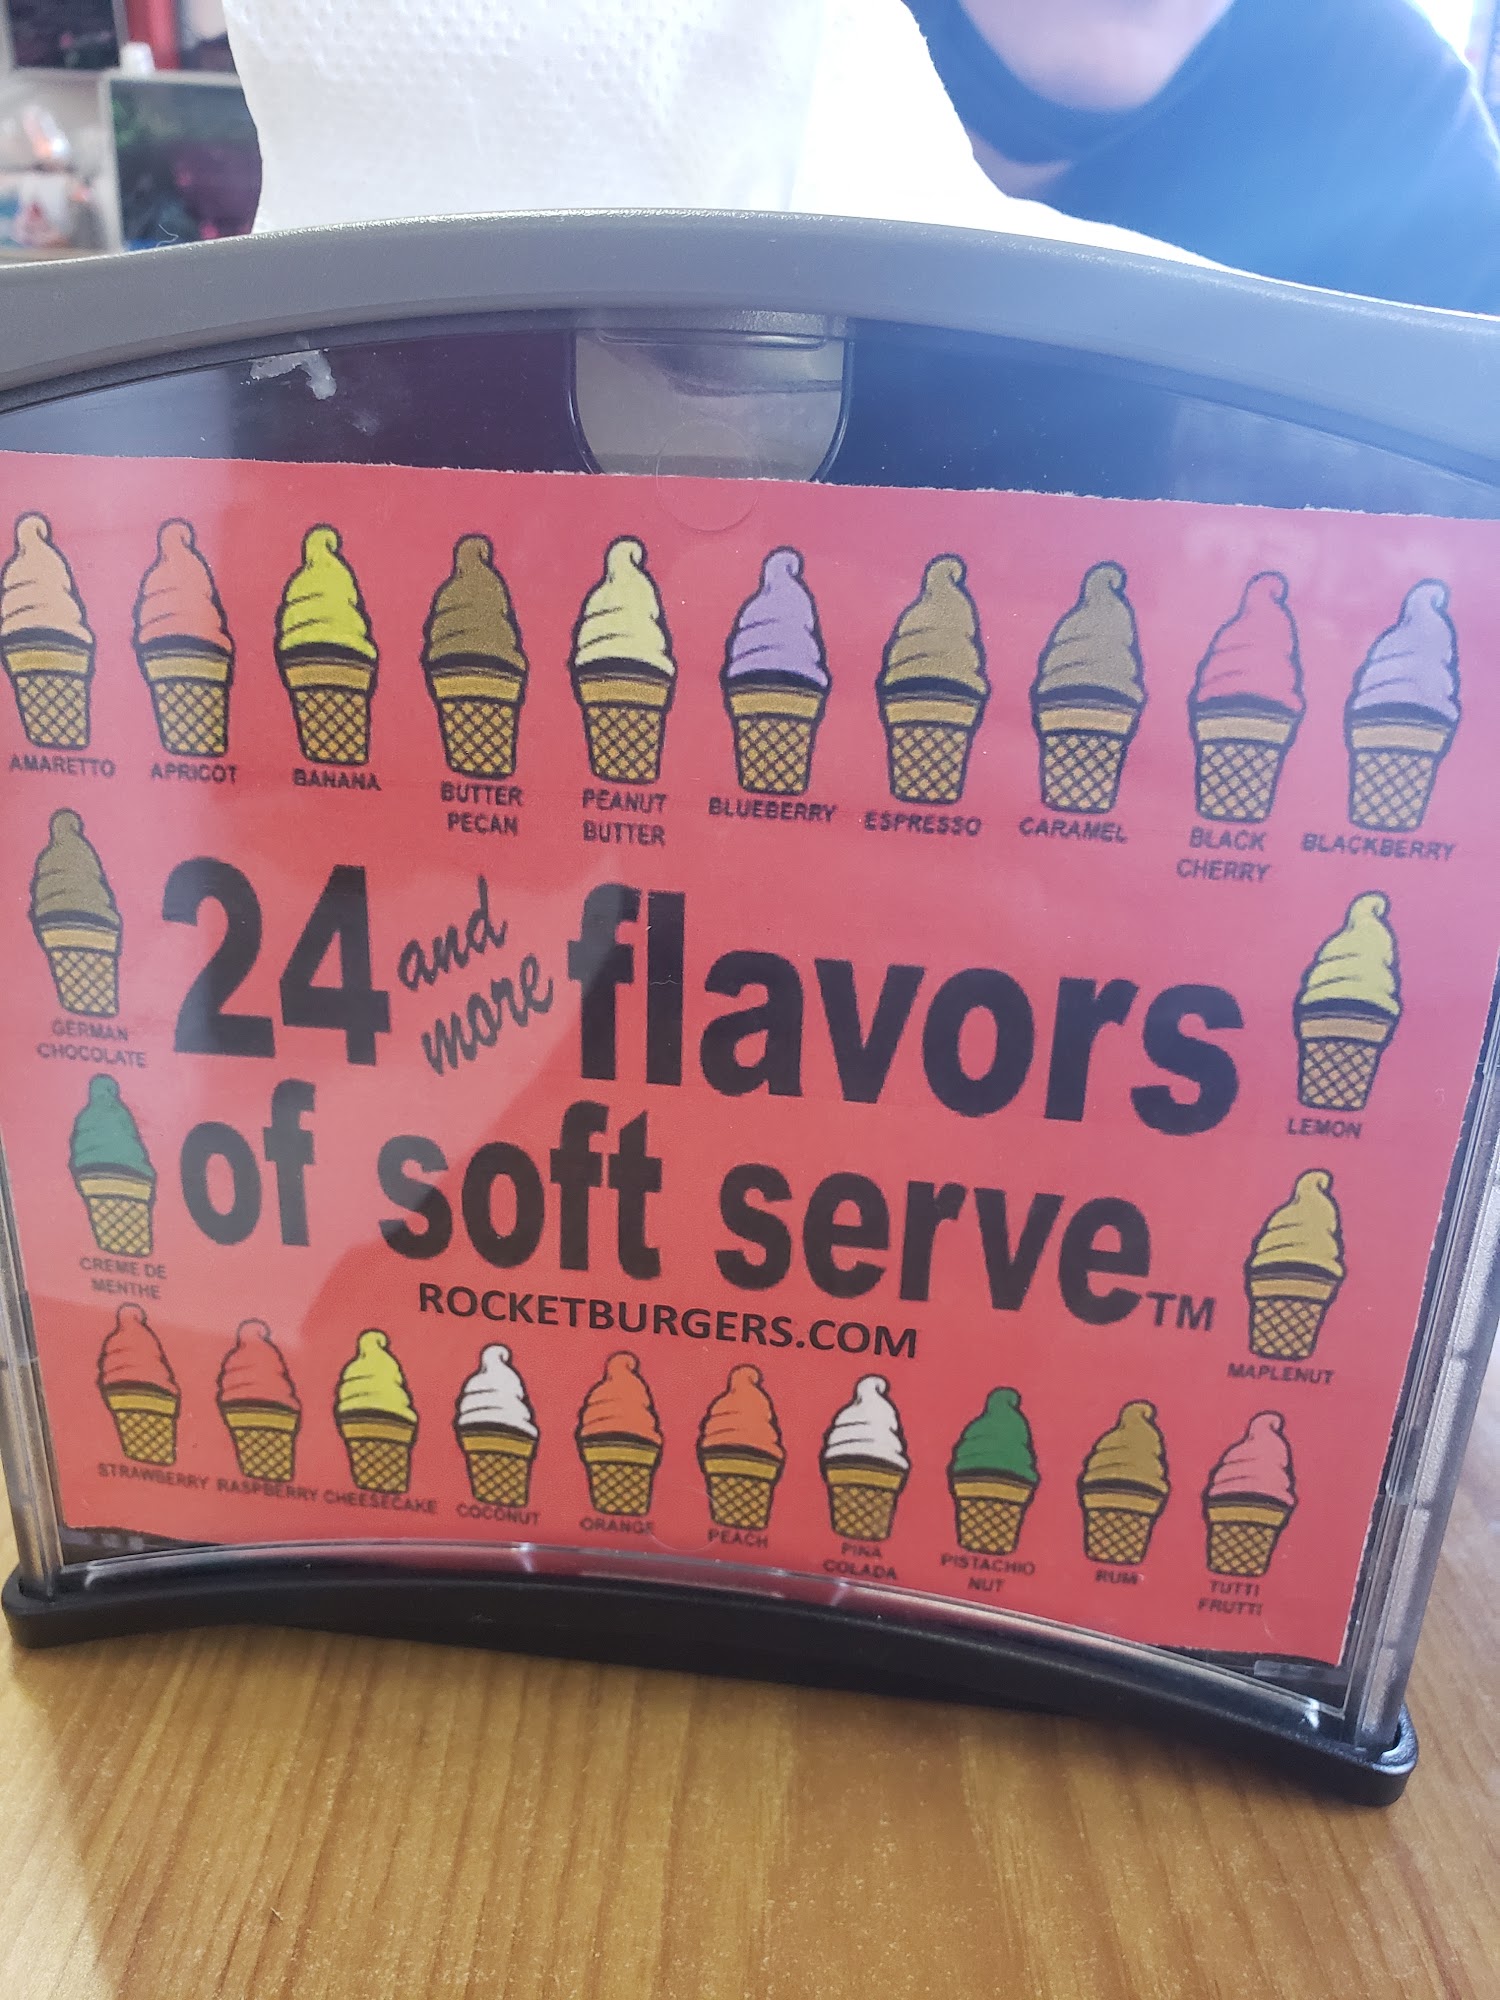 AMARETTO
APRICOT
BANANA
BUTTER
PECAN
PEANUT
BUTTER
BLUEBERRY
ESPRESSO
CARAMEL
BLACK
CHERRY
BLACKBERRY
GERMAN
CHOCOLATE
24 and more flavors
LEMON
CREME DE
MENTHE
of soft serve TM
MAPLENUT
ROCKETBURGERS.COM
STRAWBERRY
RASPBERRY
CHEESECAKE
COCONUT
ORANGE
PEACH
PINA
COLADA
PISTACHIO
NUT
RUM
TUTTI
FRUTTI